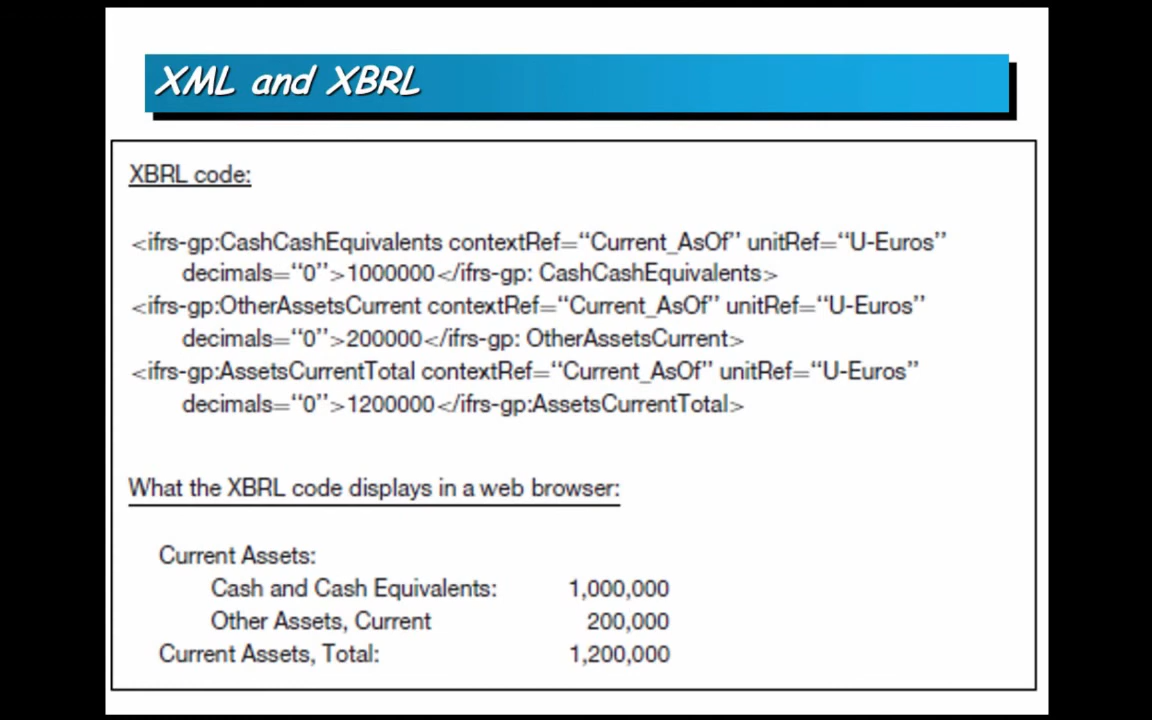 XML and XBRL
XBRL code:
<ifrs-gp:CashCashEquivalents contextRef=“Current_AsOf” unitRef=“U-Euros”
decimals=“0”>1000000</ifrs-gp: CashCashEquivalents>
<ifrs-gp:OtherAssetsCurrent contextRef=“Current_AsOf” unitRef=“U-Euros”
decimals=“0”>200000</ifrs-gp: OtherAssetsCurrent>
<ifrs-gp:AssetsCurrentTotal contextRef=“Current_AsOf” unitRef=“U-Euros”
decimals=“0”>1200000</ifrs-gp:AssetsCurrentTotal>
What the XBRL code displays in a web browser:
Current Assets:
Cash and Cash Equivalents: 1,000,000
Other Assets, Current 200,000
Current Assets, Total: 1,200,000